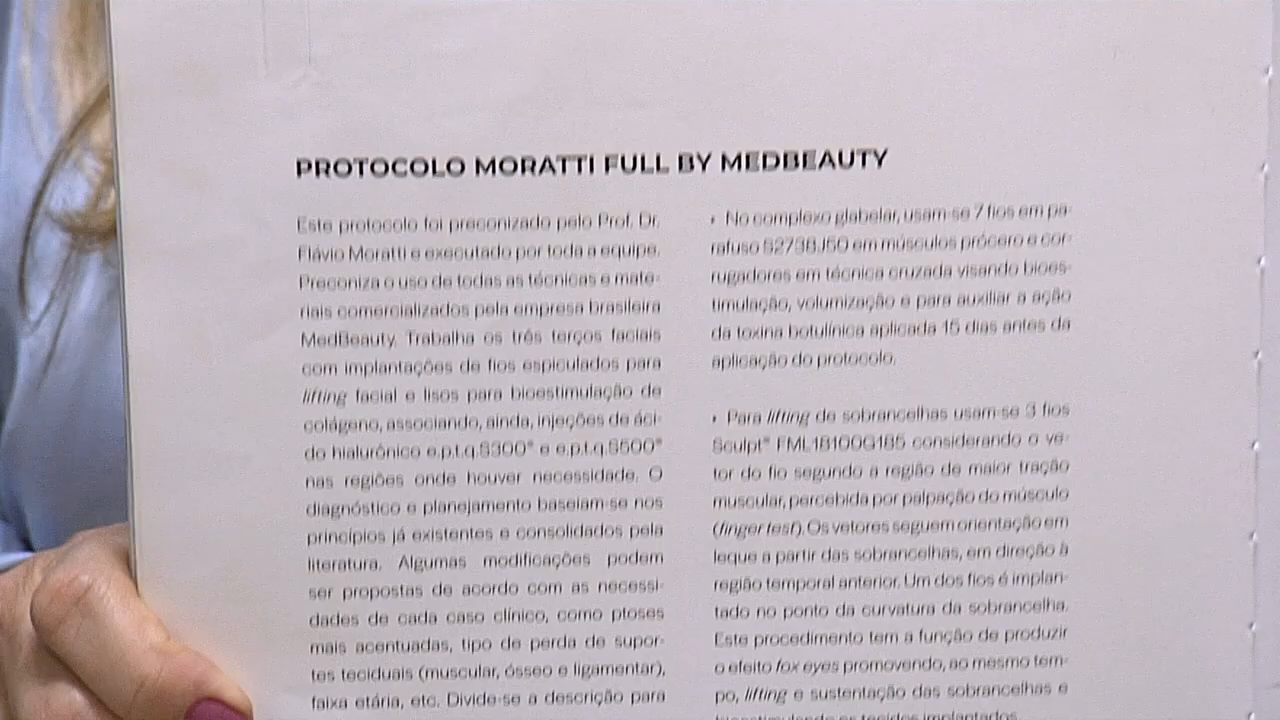 PROTOCOLO MORATTI FULL BY MEDBEAUTY
Este protocolo foi preconizado pelo Prof. Dr.
Flávio Moratti e executado por toda a equipe.
Preconiza o uso de todas as técnicas e mate-
riais comercializados pela empresa brasileira
MedBeauty. Trabalha os três terços faciais
com implantações de fios espiculados para
lifting facial e lisos para bioestimulação de
colágeno, associando, ainda, injeções de áci-
do hialurônico e.p.t.q.S300® e e.p.t.q.S500®
nas regiões onde houver necessidade. O
diagnóstico e planejamento baseiam-se nos
princípios já existentes e consolidados pela
literatura. Algumas modificações podem
ser propostas de acordo com as necessi-
dades de cada caso clínico, como ptoses
mais acentuadas, tipo de perda de supor-
tes teciduais (muscular, ósseo e ligamentar),
faixa etária, etc. Divide-se a descrição para
• No complexo glabelar, usam-se 7 fios em pa-
rafuso S2738J50 em músculos prócero e cor-
rugadores em técnica cruzada visando bioes-
timulação, volumização e para auxiliar a ação
da toxina botulínica aplicada 15 dias antes da
aplicação do protocolo.
• Para lifting de sobrancelhas usam-se 3 fios
Sculpt® FML18100G185 considerando o ve-
tor do fio segundo a região de maior tração
muscular, percebida por palpação do músculo
(finger test). Os vetores seguem orientação em
leque a partir das sobrancelhas, em direção à
região temporal anterior. Um dos fios é implan-
tado no ponto da curvatura da sobrancelha.
Este procedimento tem a função de produzir
o efeito fox eyes promovendo, ao mesmo tem-
po, lifting e sustentação das sobrancelhas e
bioestimulando os tecidos implantados.